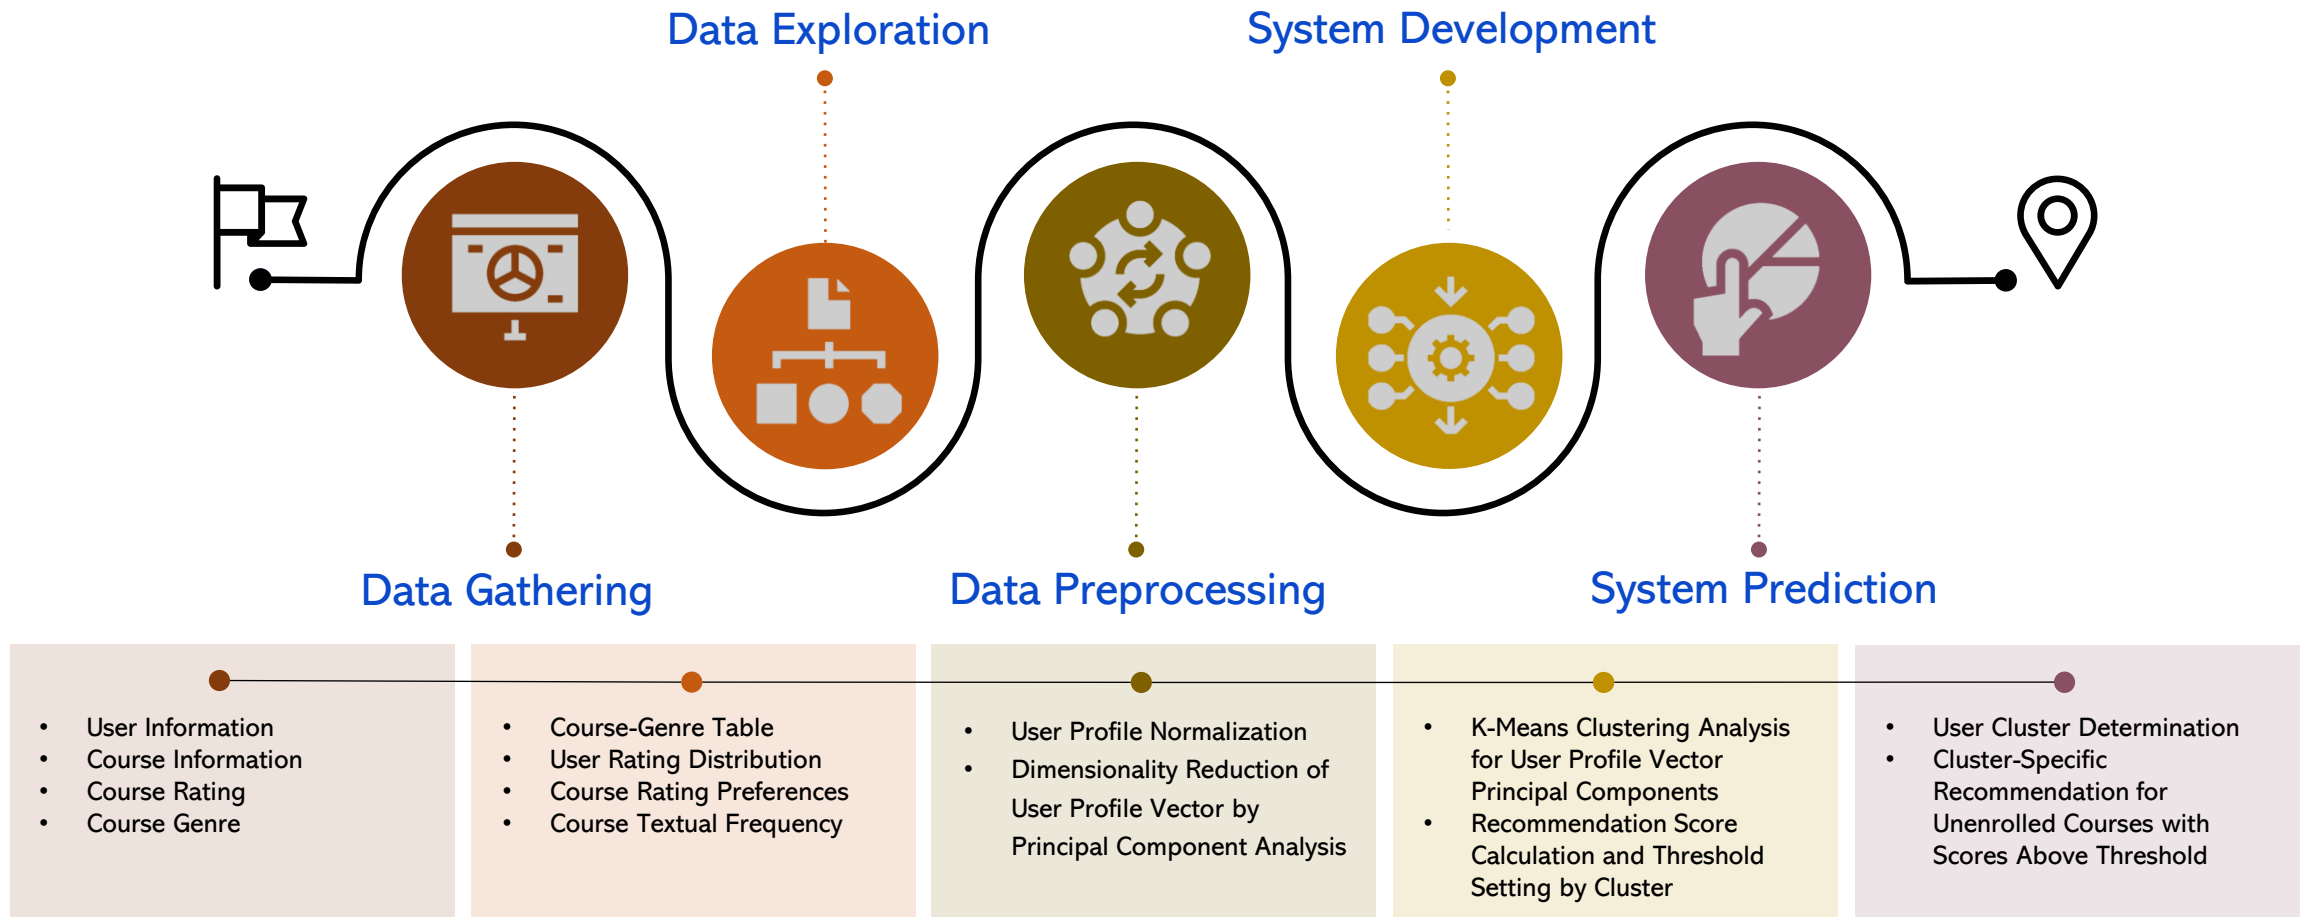 Data Exploration
System Development
Data Gathering
Data Preprocessing
System Prediction
• User Information
• Course Information
• Course Rating
• Course Genre
• Course-Genre Table
• User Rating Distribution
• Course Rating Preferences
• Course Textual Frequency
• User Profile Normalization
• Dimensionality Reduction of
User Profile Vector by
Principal Component Analysis
• K-Means Clustering Analysis
for User Profile Vector
Principal Components
• Recommendation Score
Calculation and Threshold
Setting by Cluster
• User Cluster Determination
• Cluster-Specific
Recommendation for
Unenrolled Courses with
Scores Above Threshold